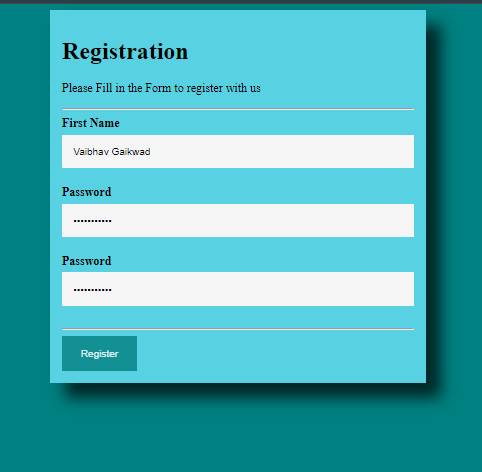 Registration
Please Fill in the Form to register with us
First Name
Vaibhav Gaikwad
Password
•••••••••••
Password
•••••••••••
Register